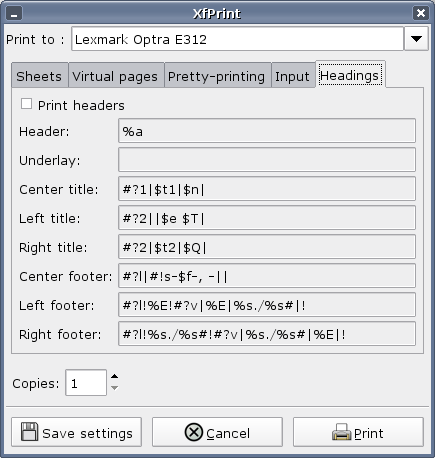 XfPrint
Print to : Lexmark Optra E312
Sheets Virtual pages Pretty-printing Input Headings
Print headers
Header: %a
Underlay:
Center title: #?1|$t1|$n|
Left title: #?2||$e $T|
Right title: #?2|$t2|$Q|
Center footer: #?l|#!s-$f-, -||
Left footer: #?l!%E!#?v|%E|%s./%s#|!
Right footer: #?l!%s./%s#!#?v|%s./%s#|%E|!
Copies: 1
Save settings Cancel Print